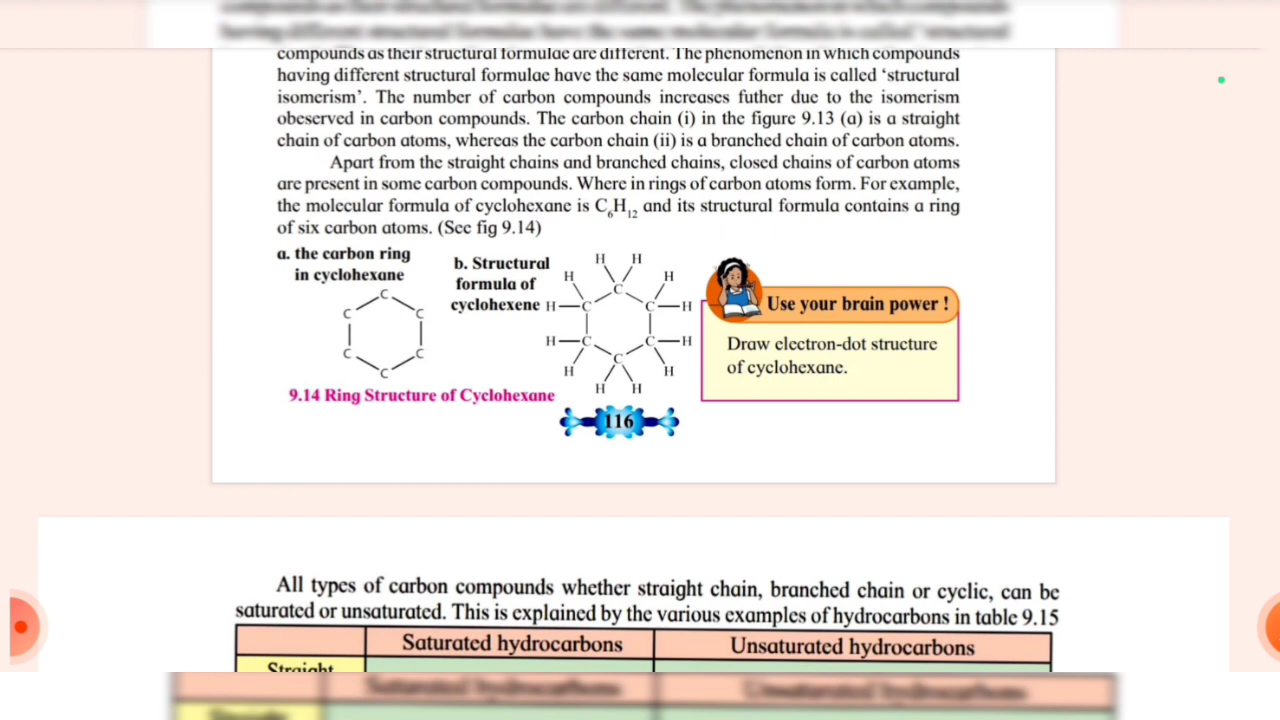 compounds as their structural formulae are different. The phenomenon in which compounds
having different structural formulae have the same molecular formula is called ‘structural
isomerism’. The number of carbon compounds increases futher due to the isomerism
obeserved in carbon compounds. The carbon chain (i) in the figure 9.13 (a) is a straight
chain of carbon atoms, whereas the carbon chain (ii) is a branched chain of carbon atoms.
Apart from the straight chains and branched chains, closed chains of carbon atoms
are present in some carbon compounds. Where in rings of carbon atoms form. For example,
the molecular formula of cyclohexane is C6H12 and its structural formula contains a ring
of six carbon atoms. (See fig 9.14)
a. the carbon ring
in cyclohexane
C
C C
C C
C
b. Structural
formula of
cyclohexene
H H
H H
C
H C C H
H C C H
C
H H
H H
Use your brain power !
Draw electron-dot structure
of cyclohexane.
9.14 Ring Structure of Cyclohexane
116
All types of carbon compounds whether straight chain, branched chain or cyclic, can be
saturated or unsaturated. This is explained by the various examples of hydrocarbons in table 9.15
Saturated hydrocarbons Unsaturated hydrocarbons
Straight